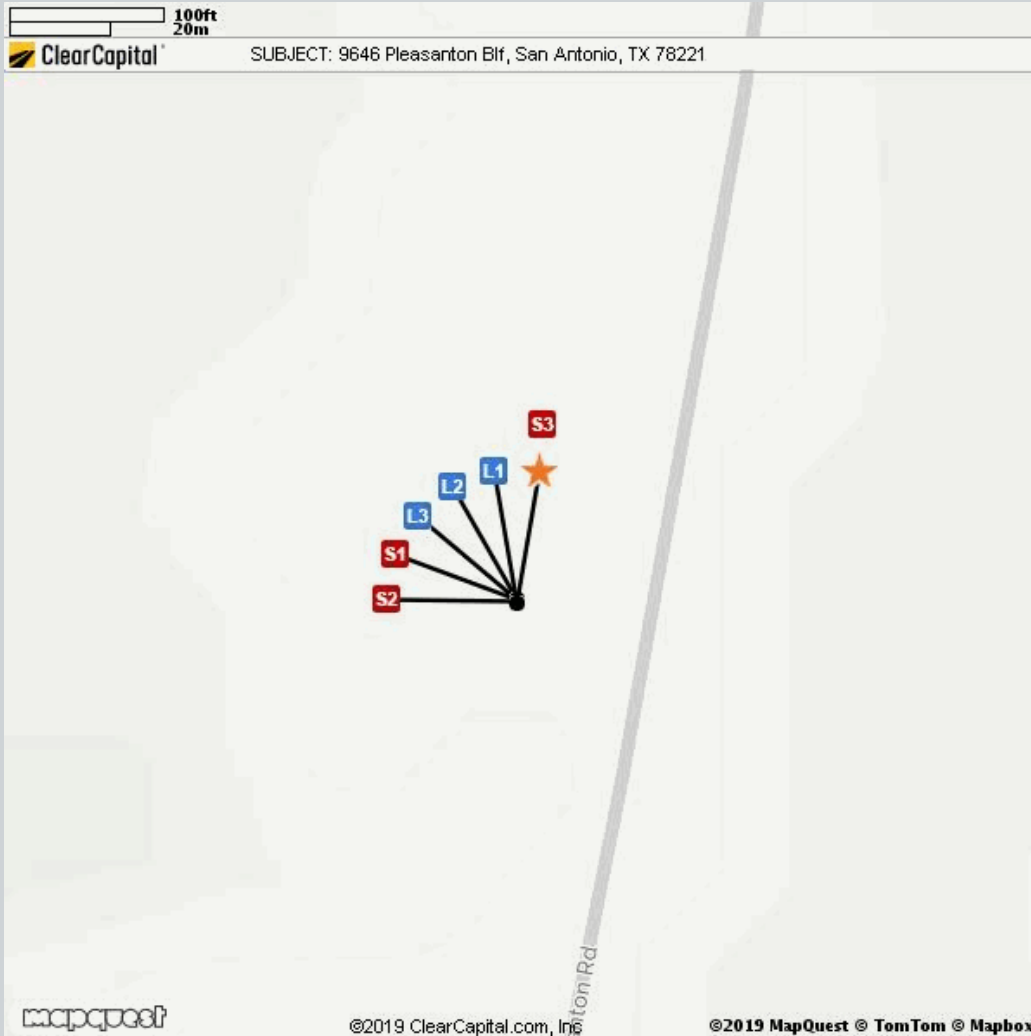 100ft
20m
ClearCapital
SUBJECT: 9646 Pleasanton Blf, San Antonio, TX 78221
S3
L1
L2
L3
S1
S2
nton Rd
mapquest
©2019 ClearCapital.com, Inc
©2019 MapQuest © TomTom © Mapbox